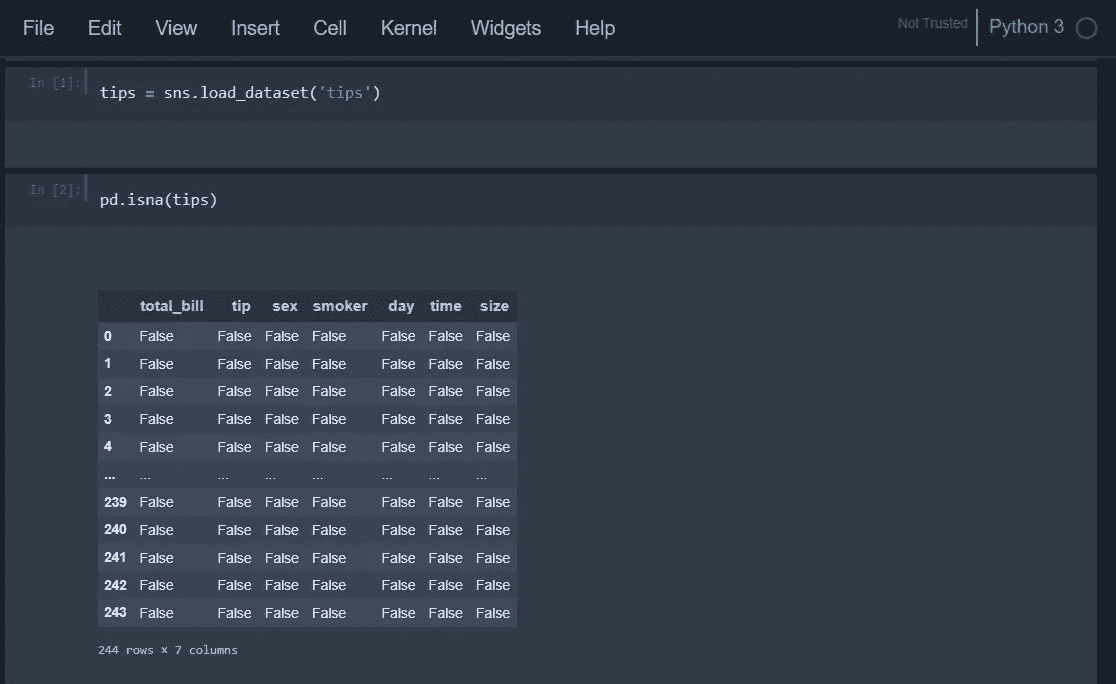 File Edit View Insert Cell Kernel Widgets Help Not Trusted Python 3
In [1]: tips = sns.load_dataset('tips')
In [2]: pd.isna(tips)
total_bill tip sex smoker day time size
0 False False False False False False False
1 False False False False False False False
2 False False False False False False False
3 False False False False False False False
4 False False False False False False False
... ... ... ... ... ... ... ...
239 False False False False False False False
240 False False False False False False False
241 False False False False False False False
242 False False False False False False False
243 False False False False False False False
244 rows × 7 columns